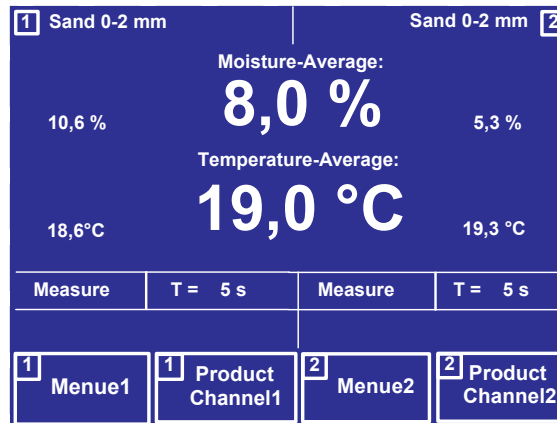 1 Sand 0-2 mm Sand 0-2 mm 2
Moisture-Average:
10,6 % 8,0 % 5,3 %
Temperature-Average:
18,6°C 19,0 °C 19,3 °C
Measure T = 5 s Measure T = 5 s
1 Menue1
1 Product
Channel1
2 Menue2
2 Product
Channel2